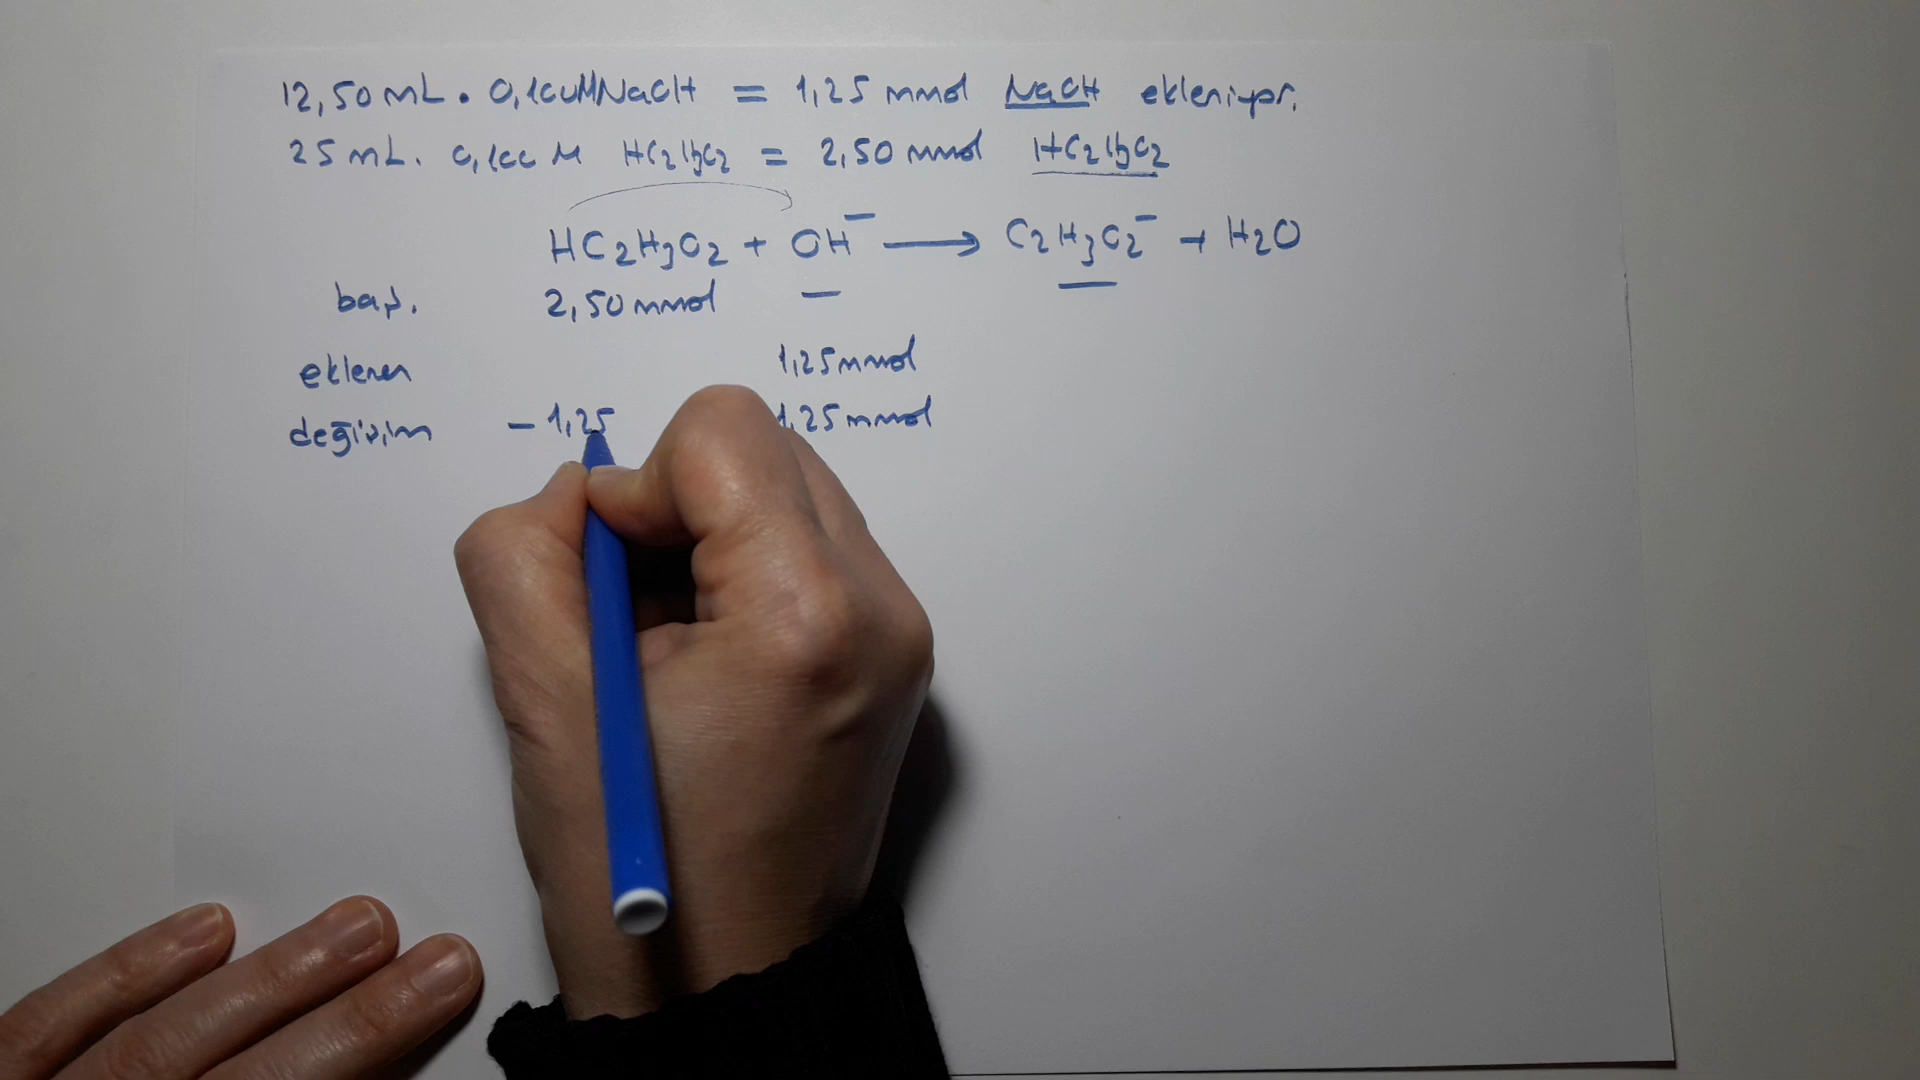 12,50 mL . 0,100 M NaOH = 1,25 mmol NaOH ekleniyor.
25 mL . 0,100 M HC2H3O2 = 2,50 mmol HC2H3O2
HC2H3O2 + OH⁻ → C2H3O2⁻ + H2O
baş. 2,50 mmol — —
eklenen 1,25 mmol
değişim - 1,25 1,25 mmol